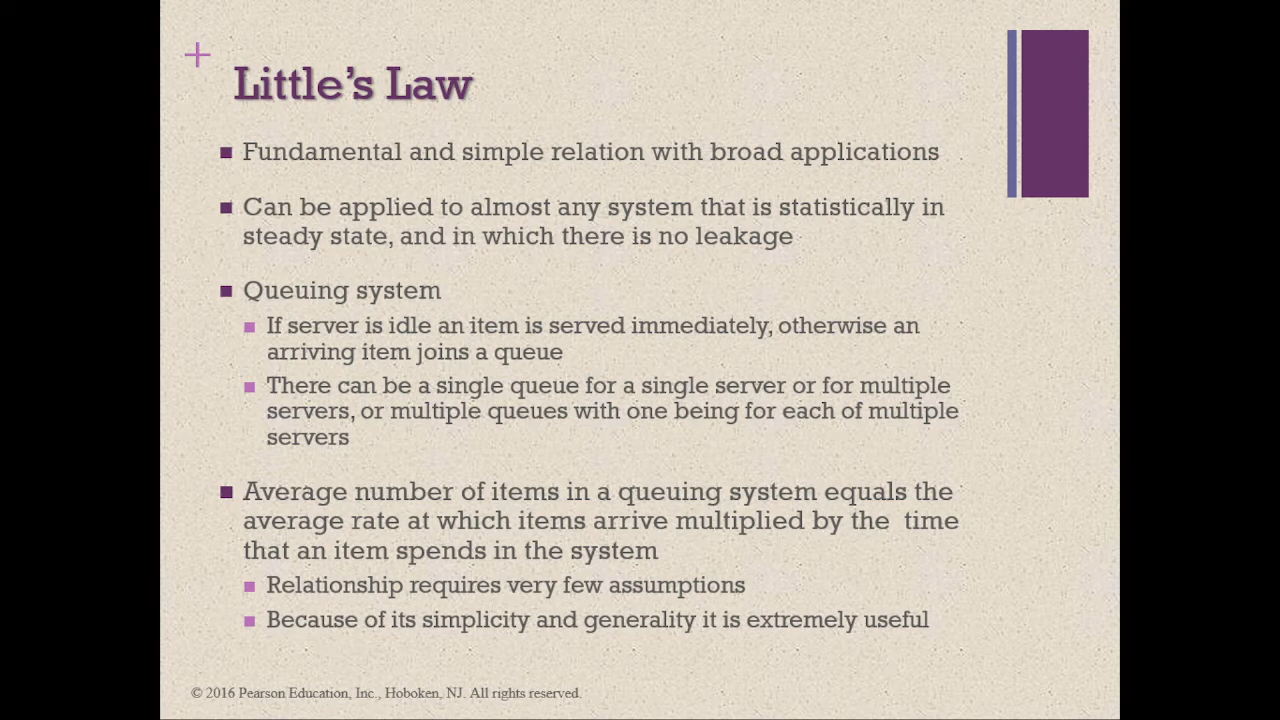 +
Little's Law
■ Fundamental and simple relation with broad applications
■ Can be applied to almost any system that is statistically in
steady state, and in which there is no leakage
■ Queuing system
■ If server is idle an item is served immediately, otherwise an
arriving item joins a queue
■ There can be a single queue for a single server or for multiple
servers, or multiple queues with one being for each of multiple
servers
■ Average number of items in a queuing system equals the
average rate at which items arrive multiplied by the  time
that an item spends in the system
■ Relationship requires very few assumptions
■ Because of its simplicity and generality it is extremely useful
© 2016 Pearson Education, Inc., Hoboken, NJ. All rights reserved.